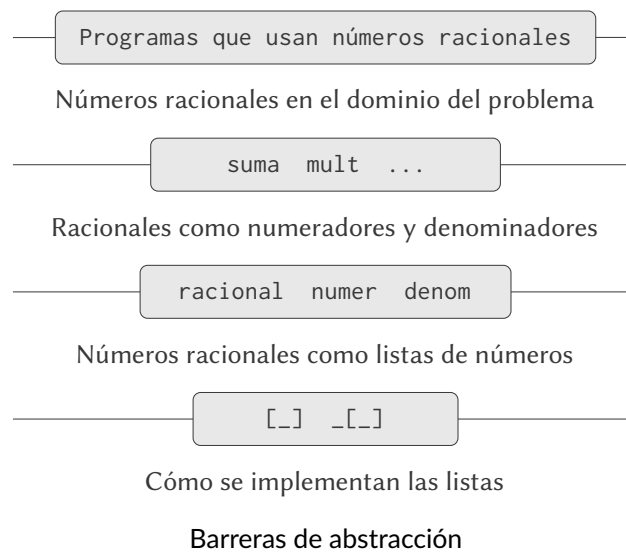 Programas que usan números racionales
Números racionales en el dominio del problema
suma mult ...
Racionales como numeradores y denominadores
racional numer denom
Números racionales como listas de números
[_] _[_]
Cómo se implementan las listas
Barreras de abstracción